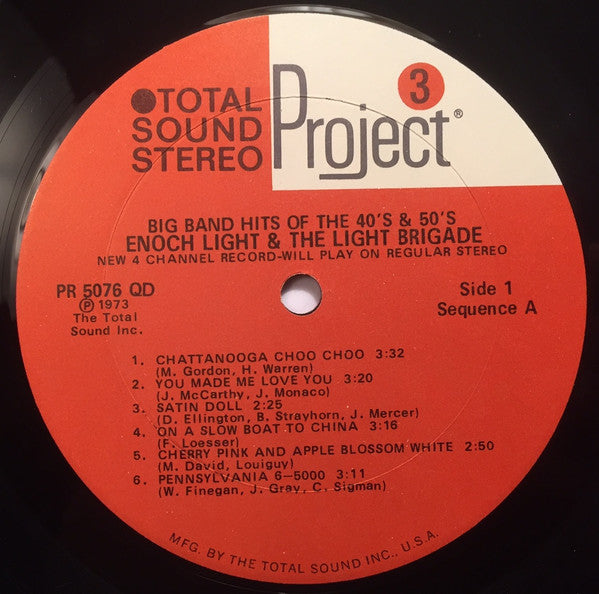 ●TOTAL
SOUND
STEREO
Project®
3
BIG BAND HITS OF THE 40'S & 50'S
ENOCH LIGHT & THE LIGHT BRIGADE
NEW 4 CHANNEL RECORD-WILL PLAY ON REGULAR STEREO
PR 5076 QD
℗ 1973
The Total
Sound Inc.
Side 1
Sequence A
1. CHATTANOOGA CHOO CHOO 3:32
(M. Gordon, H. Warren)
2. YOU MADE ME LOVE YOU 3:20
(J. McCarthy, J. Monaco)
3. SATIN DOLL 2:25
(D. Ellington, B. Strayhorn, J. Mercer)
4. ON A SLOW BOAT TO CHINA 3:16
(F. Loesser)
5. CHERRY PINK AND APPLE BLOSSOM WHITE 2:50
(M. David, Louiguy)
6. PENNSYLVANIA 6-5000 3:11
(W. Finegan, J. Gray, C. Sigman)
MFG. BY THE TOTAL SOUND INC., U.S.A.